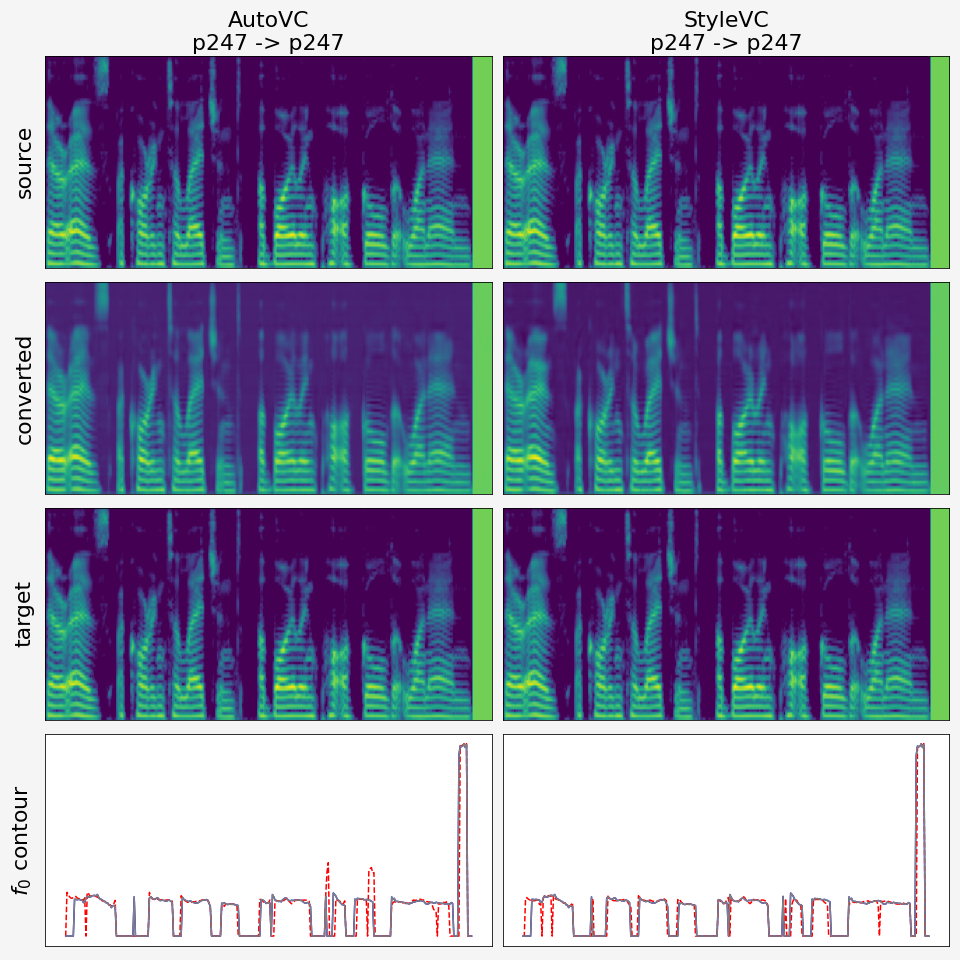 AutoVC
p247 -> p247
StyleVC
p247 -> p247
source
converted
target
f₀ contour